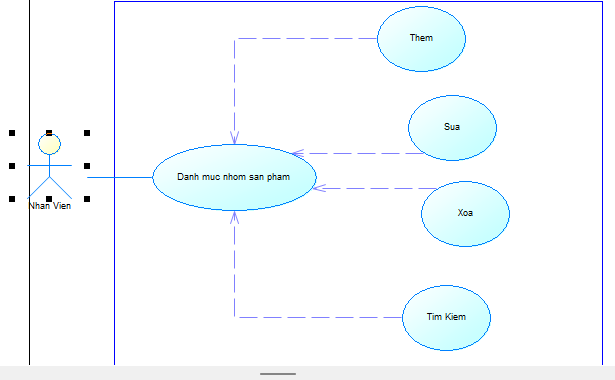 Them
Sua
Danh muc nhom san pham
Nhan Vien
Xoa
Tim Kiem